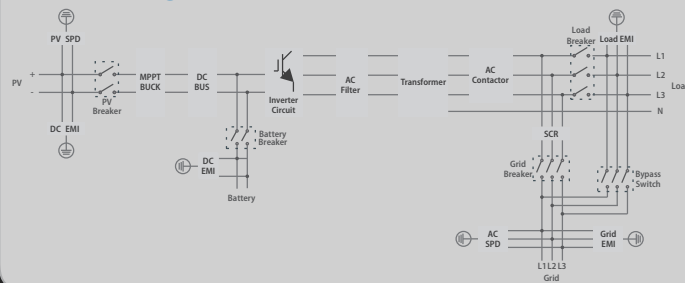 PV SPD
PV
+
-
PV
Breaker
DC EMI
MPPT
BUCK
DC
BUS
Battery
Breaker
DC
EMI
Battery
Inverter
Circuit
AC
Filter
Transformer
AC
Contactor
Load
Breaker
Load EMI
L1
L2
L3
N
Loa
SCR
Grid
Breaker
Bypass
Switch
AC
SPD
Grid
EMI
L1 L2 L3
Grid